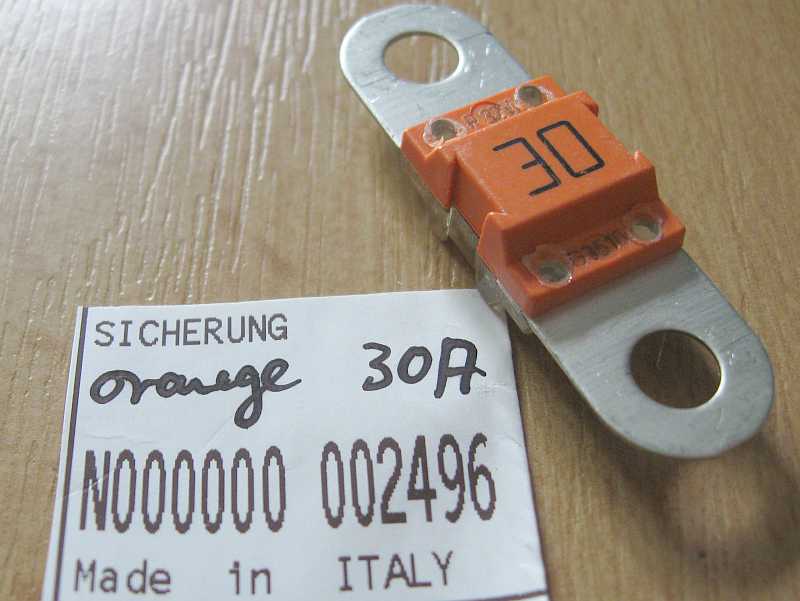 30
SICHERUNG
orange 30A
N000000 002496
Made in ITALY